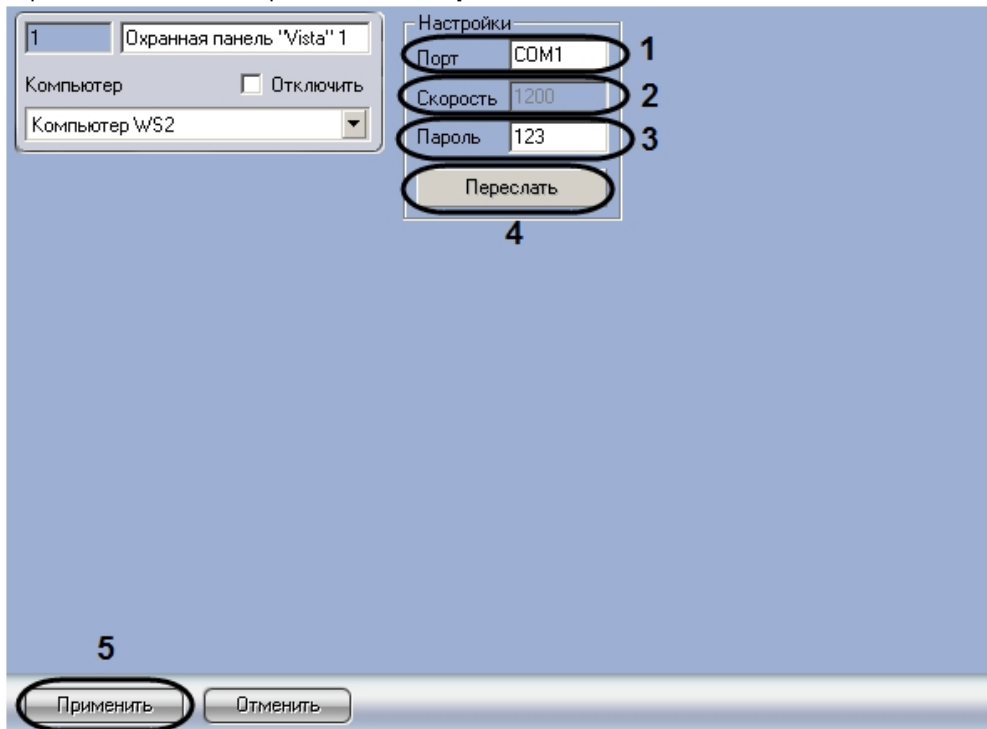 1
Охранная панель "Vista" 1
Компьютер
Отключить
Компьютер WS2
Настройки
Порт COM1 1
Скорость 1200 2
Пароль 123 3
Переслать
4
5
Применить
Отменить